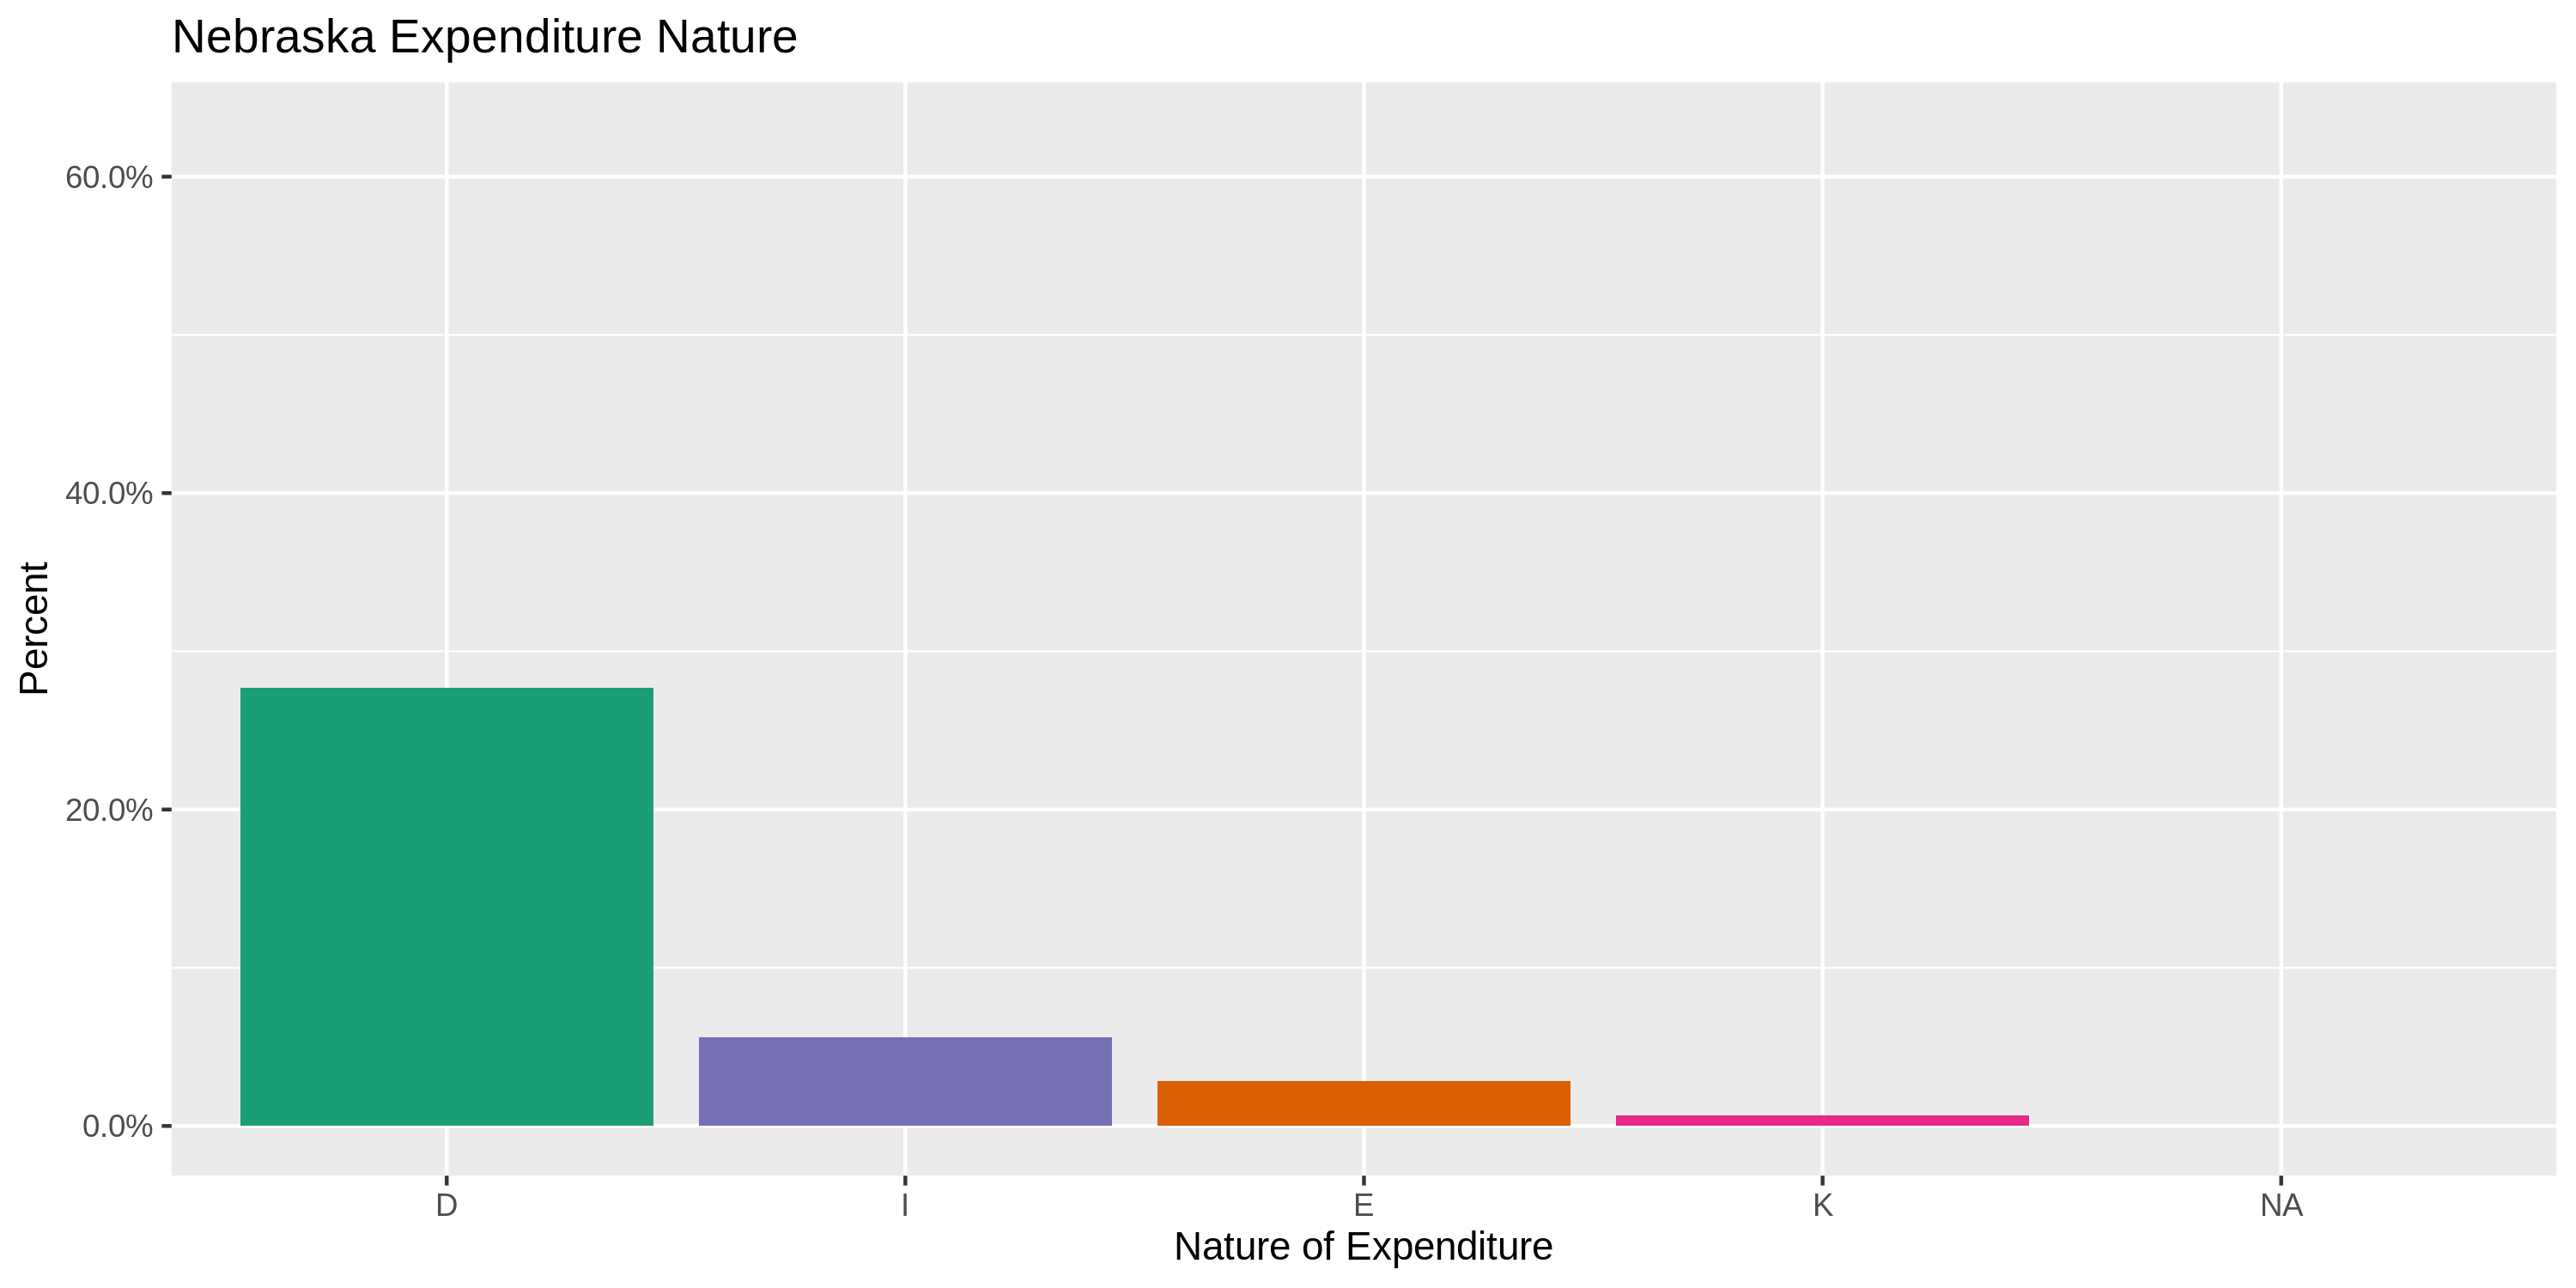 Nebraska Expenditure Nature
60.0%
40.0%
20.0%
0.0%
Percent
D
I
E
K
NA
Nature of Expenditure